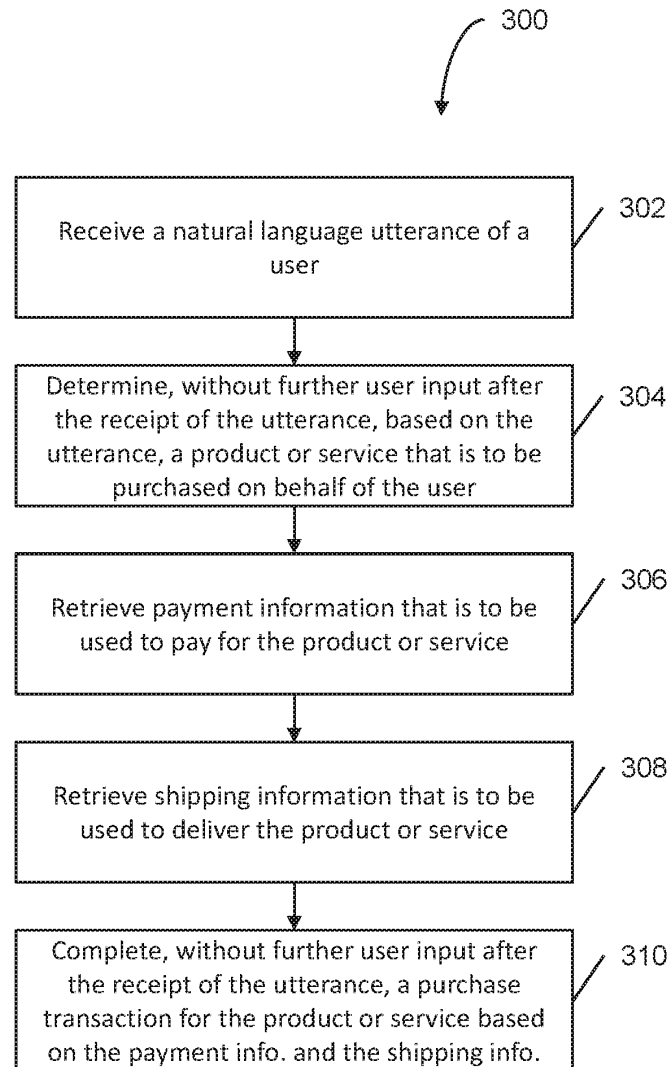 300
Receive a natural language utterance of a
user
302
Determine, without further user input after
the receipt of the utterance, based on the
utterance, a product or service that is to be
purchased on behalf of the user
304
Retrieve payment information that is to be
used to pay for the product or service
306
Retrieve shipping information that is to be
used to deliver the product or service
308
Complete, without further user input after
the receipt of the utterance, a purchase
transaction for the product or service based
on the payment info. and the shipping info.
310